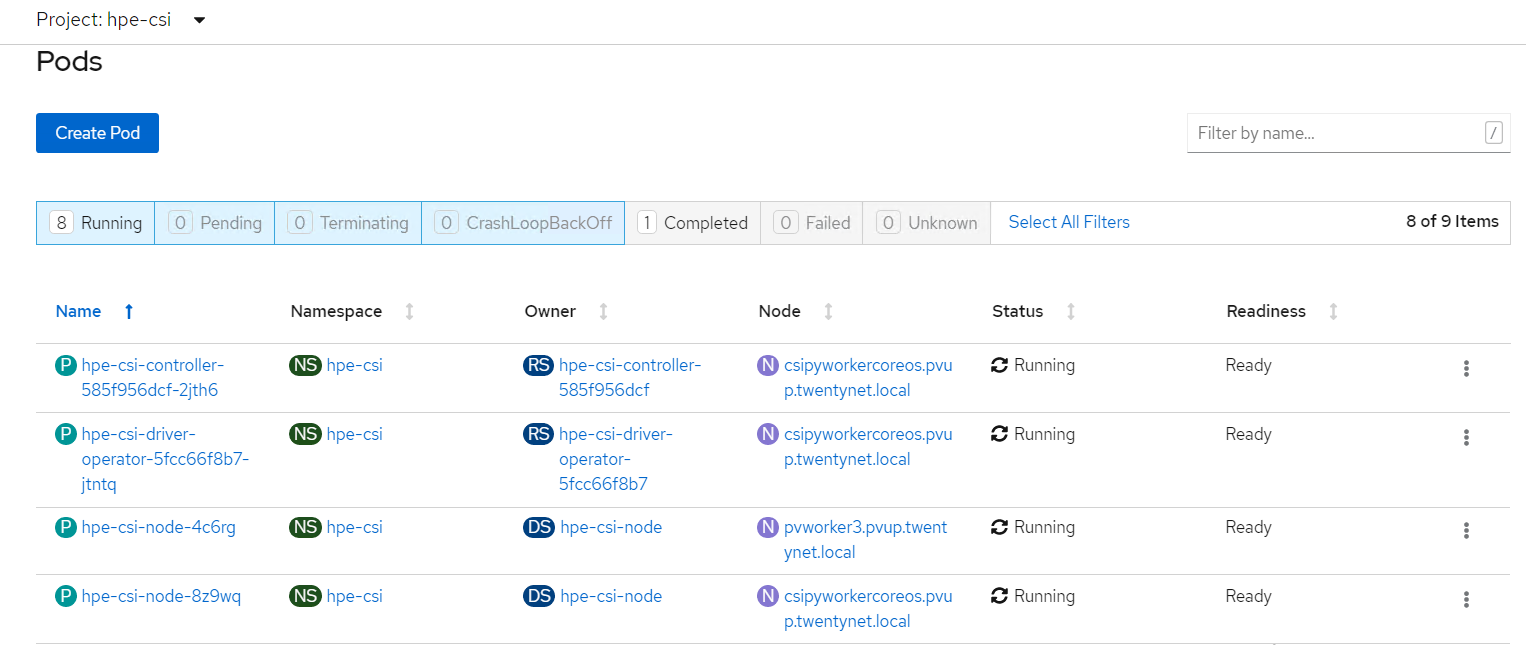 Project: hpe-csi
Pods
Create Pod
Filter by name... /
8 Running 0 Pending 0 Terminating 0 CrashLoopBackOff 1 Completed 0 Failed 0 Unknown Select All Filters 8 of 9 Items
Name Namespace Owner Node Status Readiness
P hpe-csi-controller- NS hpe-csi RS hpe-csi-controller- N csipyworkercoreos.pvu Running Ready
585f956dcf-2jth6 585f956dcf p.twentynet.local
P hpe-csi-driver- NS hpe-csi RS hpe-csi-driver- N csipyworkercoreos.pvu Running Ready
operator-5fcc66f8b7- operator- p.twentynet.local
jtntq 5fcc66f8b7
P hpe-csi-node-4c6rg NS hpe-csi DS hpe-csi-node N pvworker3.pvup.twent Running Ready
ynet.local
P hpe-csi-node-8z9wq NS hpe-csi DS hpe-csi-node N csipyworkercoreos.pvu Running Ready
p.twentynet.local